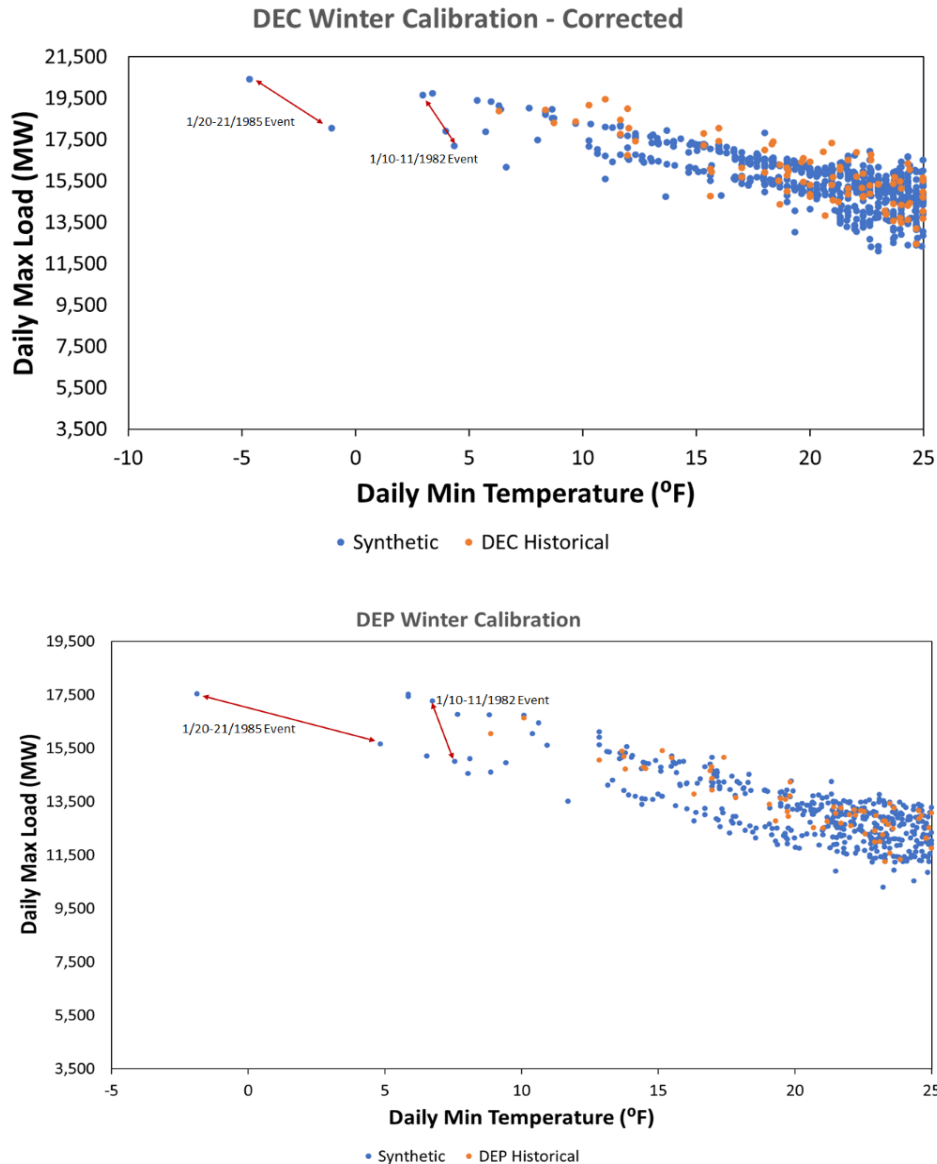 DEC Winter Calibration - Corrected
21,500
19,500
17,500
15,500
13,500
11,500
9,500
7,500
5,500
3,500
Daily Max Load (MW)
1/20-21/1985 Event
1/10-11/1982 Event
-10 -5 0 5 10 15 20 25
Daily Min Temperature (⁰F)
Synthetic DEC Historical
DEP Winter Calibration
19,500
17,500
15,500
13,500
11,500
9,500
7,500
5,500
3,500
Daily Max Load (MW)
1/10-11/1982 Event
1/20-21/1985 Event
-5 0 5 10 15 20 25
Daily Min Temperature (⁰F)
Synthetic DEP Historical